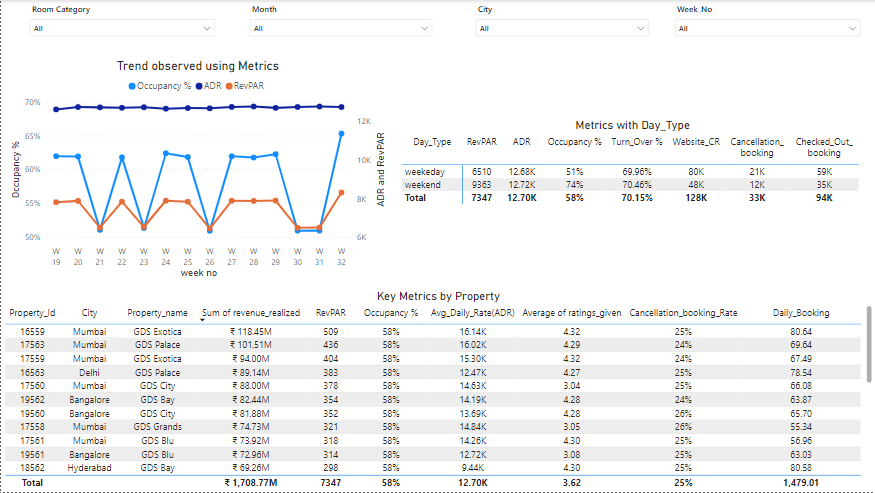 Room Category Month City Week_No
All All All All
Trend observed using Metrics
Occupancy % ADR RevPAR
70%
65%
60%
55%
50%
Occupancy %
12K
10K
8K
6K
ADR and RevPAR
W 19 W 20 W 21 W 22 W 23 W 24 W 25 W 26 W 27 W 28 W 29 W 30 W 31 W 32
week no
Metrics with Day_Type
Day_Type RevPAR ADR Occupancy % Turn_Over % Website_CR Cancellation_booking Checked_Out_booking
weekeday 6510 12.68K 51% 69.96% 80K 21K 59K
weekend 9363 12.72K 74% 70.46% 48K 12K 35K
Total 7347 12.70K 58% 70.15% 128K 33K 94K
Key Metrics by Property
Property_Id City Property_name Sum of revenue_realized RevPAR Occupancy % Avg_Daily_Rate(ADR) Average of ratings_given Cancellation_booking_Rate Daily_Booking
16559 Mumbai GDS Exotica ₹ 118.45M 509 58% 16.14K 4.32 25% 80.64
17563 Mumbai GDS Palace ₹ 101.51M 436 58% 16.02K 4.29 24% 69.64
17559 Mumbai GDS Exotica ₹ 94.00M 404 58% 15.30K 4.32 24% 67.49
16563 Delhi GDS Palace ₹ 89.14M 383 58% 12.47K 4.27 25% 78.54
17560 Mumbai GDS City ₹ 88.00M 378 58% 14.63K 3.04 25% 66.08
19562 Bangalore GDS Bay ₹ 82.44M 354 58% 14.19K 4.28 24% 63.87
19560 Bangalore GDS City ₹ 81.88M 352 58% 13.69K 4.28 26% 65.70
17558 Mumbai GDS Grands ₹ 74.73M 321 58% 14.84K 3.05 26% 55.34
17561 Mumbai GDS Blu ₹ 73.92M 318 58% 14.26K 4.30 25% 56.96
19561 Bangalore GDS Blu ₹ 72.96M 314 58% 12.72K 3.08 25% 63.03
18562 Hyderabad GDS Bay ₹ 69.26M 298 58% 9.44K 4.30 25% 80.58
Total ₹ 1,708.77M 7347 58% 12.70K 3.62 25% 1,479.01